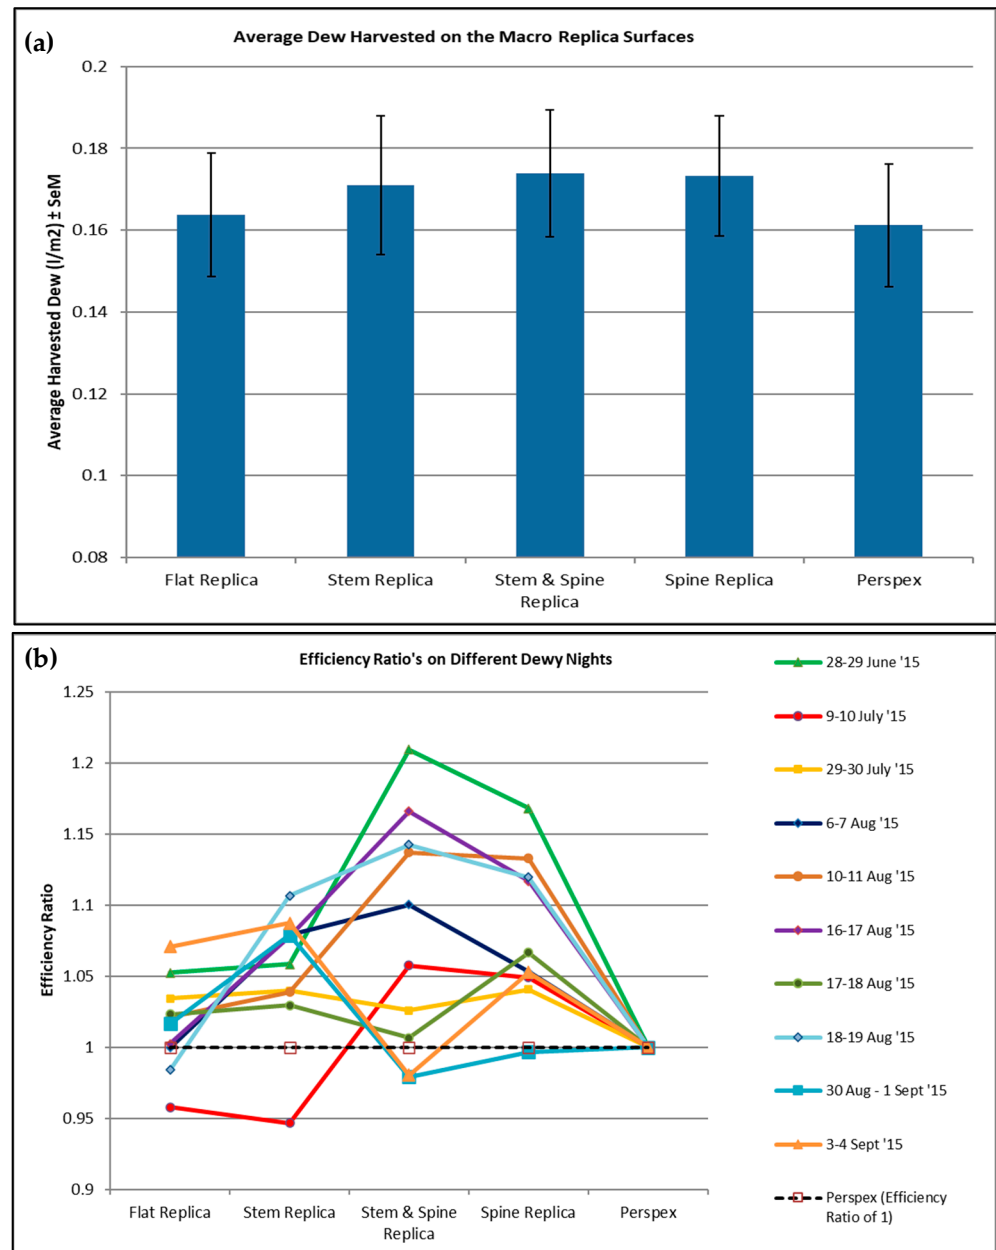 (a)
Average Dew Harvested on the Macro Replica Surfaces
Average Harvested Dew (l/m2) ± SeM
0.2
0.18
0.16
0.14
0.12
0.1
0.08
Flat Replica
Stem Replica
Stem & Spine
Replica
Spine Replica
Perspex
(b)
Efficiency Ratio's on Different Dewy Nights
Efficiency Ratio
1.25
1.2
1.15
1.1
1.05
1
0.95
0.9
Flat Replica
Stem Replica
Stem & Spine
Replica
Spine Replica
Perspex
28-29 June '15
9-10 July '15
29-30 July '15
6-7 Aug '15
10-11 Aug '15
16-17 Aug '15
17-18 Aug '15
18-19 Aug '15
30 Aug - 1 Sept '15
3-4 Sept '15
Perspex (Efficiency
Ratio of 1)